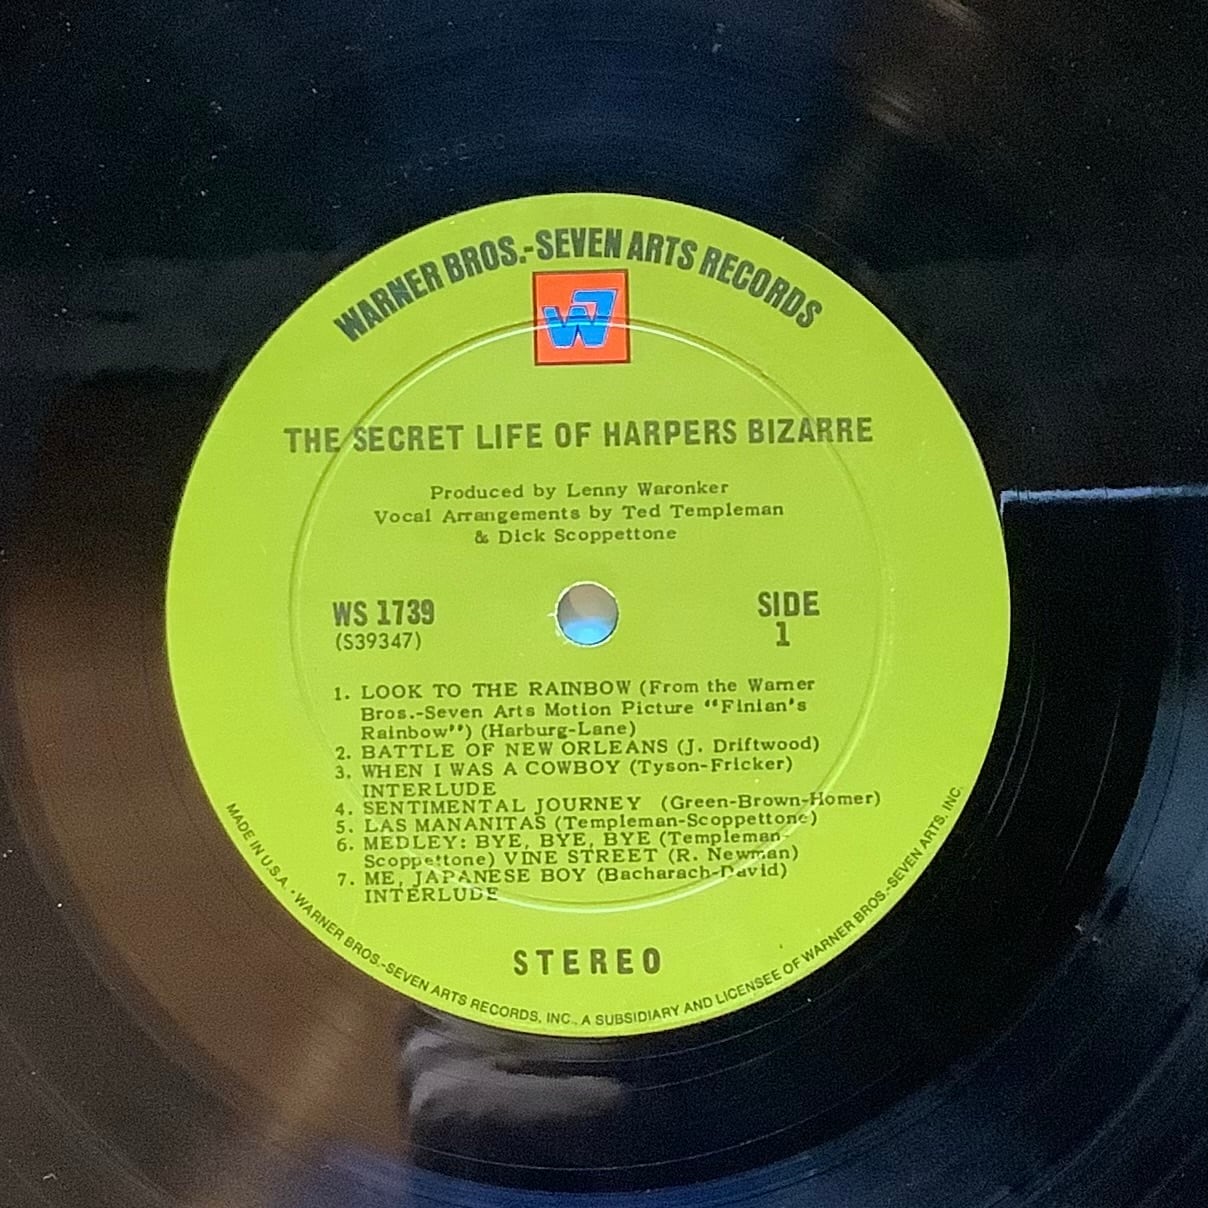 WARNER BROS.-SEVEN ARTS RECORDS
W7
THE SECRET LIFE OF HARPERS BIZARRE
Produced by Lenny Waronker
Vocal Arrangements by Ted Templeman
& Dick Scoppettone
WS 1739
(S39347)
SIDE
1
1. LOOK TO THE RAINBOW (From the Warner
Bros.-Seven Arts Motion Picture "Finian's
Rainbow") (Harburg-Lane)
2. BATTLE OF NEW ORLEANS (J. Driftwood)
3. WHEN I WAS A COWBOY (Tyson-Fricker)
INTERLUDE
4. SENTIMENTAL JOURNEY (Green-Brown-Homer)
5. LAS MANANITAS (Templeman-Scoppettone)
6. MEDLEY: BYE, BYE, BYE (Templeman-
Scoppettone) VINE STREET (R. Newman)
7. ME, JAPANESE BOY (Bacharach-David)
INTERLUDE
STEREO
MADE IN U.S.A. • WARNER BROS.-SEVEN ARTS RECORDS, INC., A SUBSIDIARY AND LICENSEE OF WARNER BROS.-SEVEN ARTS, INC.